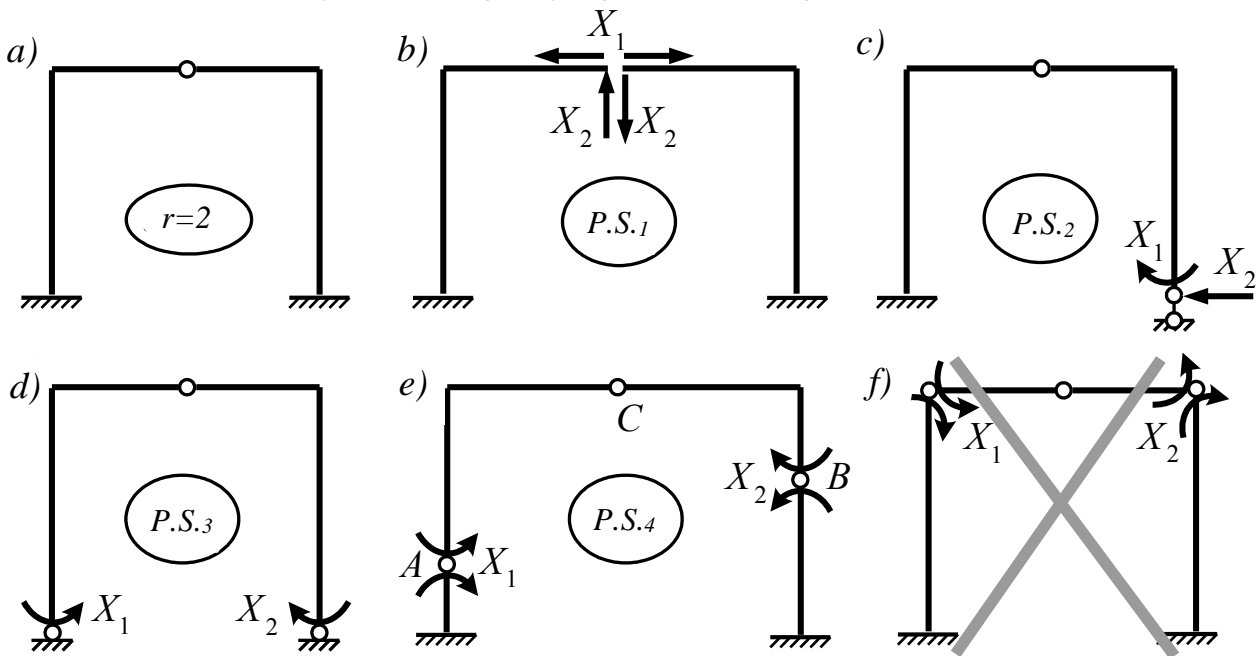 a)
r=2
b)
X1
X2 X2
P.S.1
c)
P.S.2
X1 X2
d)
P.S.3
X1 X2
e)
C
X2 B
P.S.4
A X1
f)
X1 X2